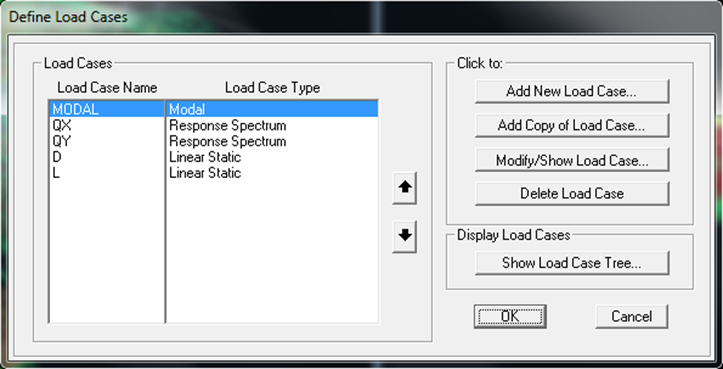 Define Load Cases
Load Cases
Load Case Name Load Case Type
MODAL Modal
QX Response Spectrum
QY Response Spectrum
D Linear Static
L Linear Static
Click to:
Add New Load Case...
Add Copy of Load Case...
Modify/Show Load Case...
Delete Load Case
Display Load Cases
Show Load Case Tree...
OK Cancel